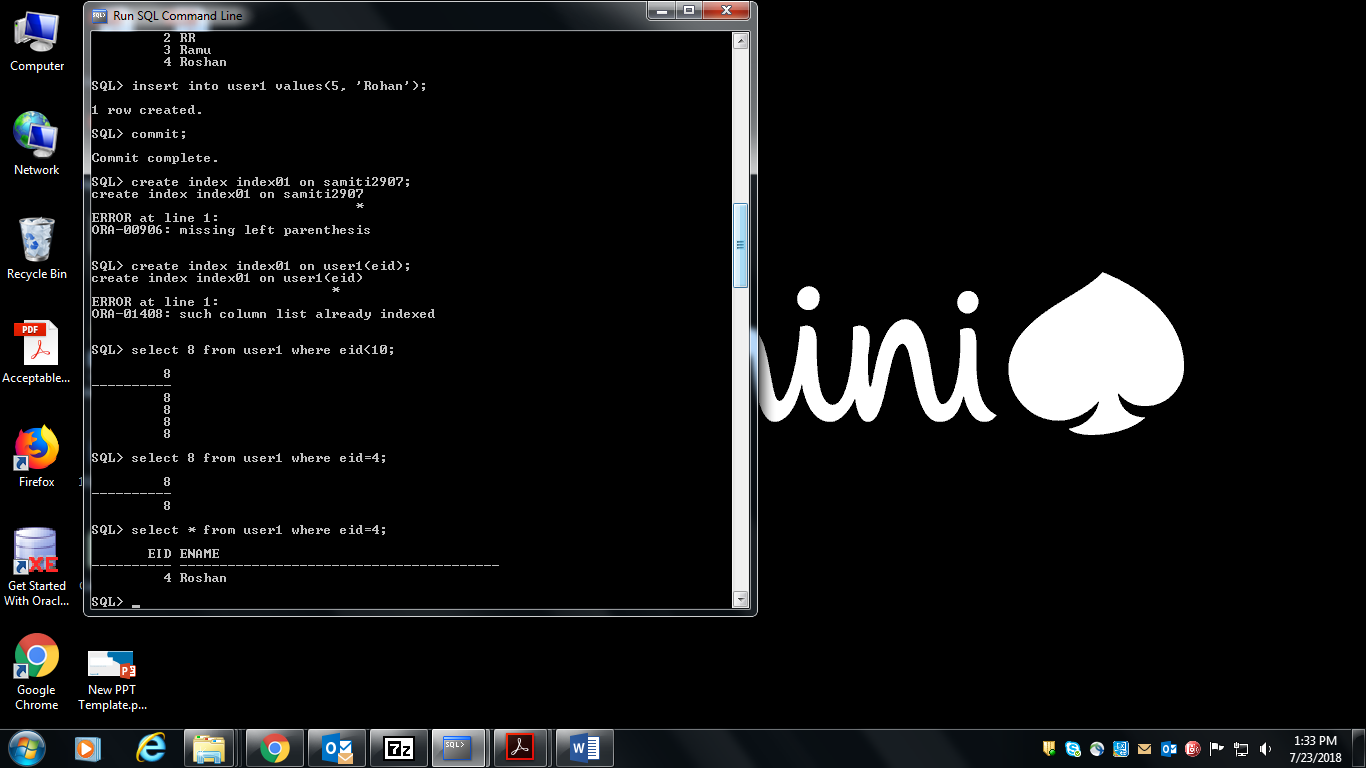 Run SQL Command Line
2 RR
3 Ramu
4 Roshan
SQL> insert into user1 values(5, 'Rohan');
1 row created.
SQL> commit;
Commit complete.
SQL> create index index01 on samiti2907;
create index index01 on samiti2907
*
ERROR at line 1:
ORA-00906: missing left parenthesis
SQL> create index index01 on user1(eid);
create index index01 on user1(eid)
*
ERROR at line 1:
ORA-01408: such column list already indexed
SQL> select 8 from user1 where eid<10;
8
----------
8
8
8
8
SQL> select 8 from user1 where eid=4;
8
----------
8
SQL> select * from user1 where eid=4;
EID ENAME
---------- ----------------------------------------
4 Roshan
SQL> _
Computer
Network
Recycle Bin
PDF
Acceptable...
Firefox
XE
Get Started
With Oracl...
Google
Chrome
New PPT
Template.p...
ini
7z
SQL>
1:33 PM
7/23/2018